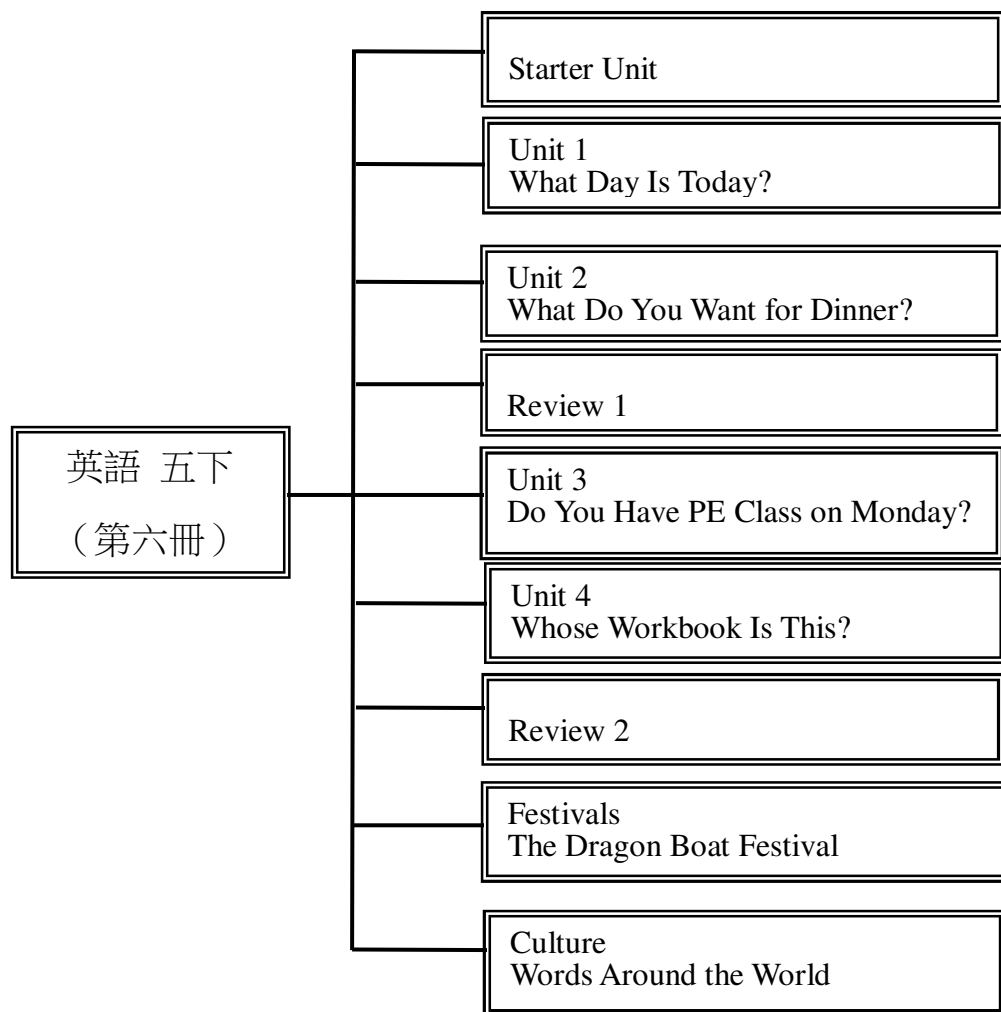 英語 五下
（第六冊）
Starter Unit
Unit 1
What Day Is Today?
Unit 2
What Do You Want for Dinner?
Review 1
Unit 3
Do You Have PE Class on Monday?
Unit 4
Whose Workbook Is This?
Review 2
Festivals
The Dragon Boat Festival
Culture
Words Around the World